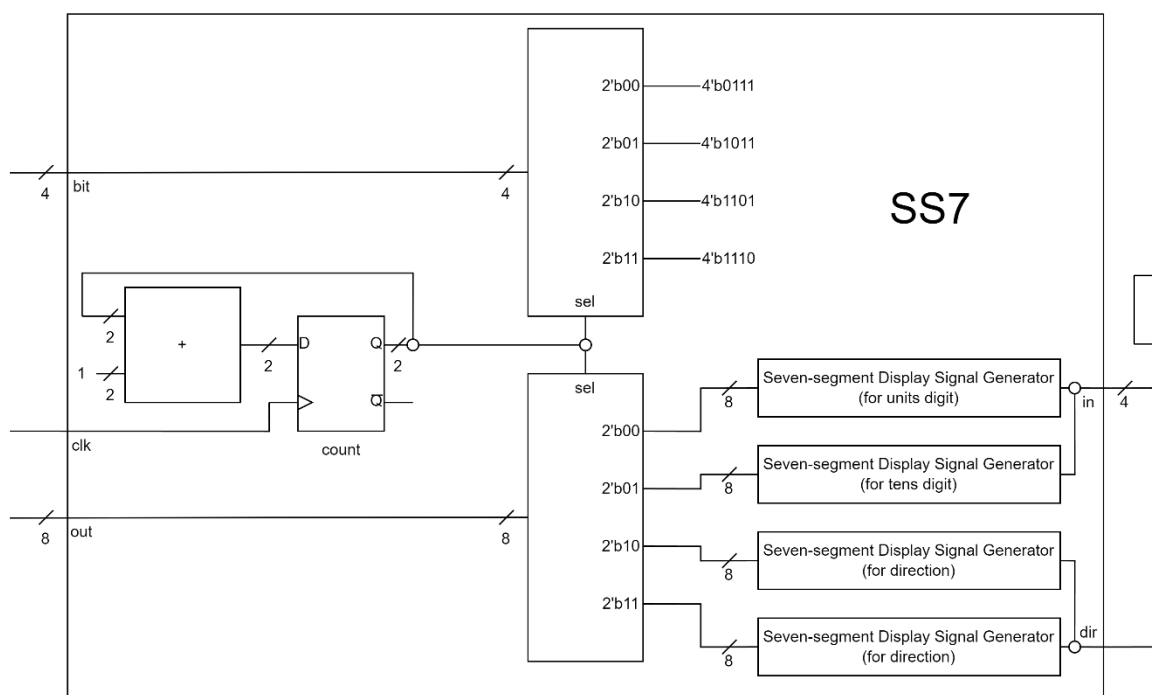 2'b00 4'b0111
2'b01 4'b1011
4 bit 4
2'b10 4'b1101
SS7
2'b11 4'b1110
sel
2
+ 2 D Q 2
1 2
Q
clk
count
sel
8 Seven-segment Display Signal Generator
(for units digit)
in 4
2'b00
8 Seven-segment Display Signal Generator
(for tens digit)
2'b01
8 out 8
2'b10
8 Seven-segment Display Signal Generator
(for direction)
2'b11
8 Seven-segment Display Signal Generator
(for direction)
dir